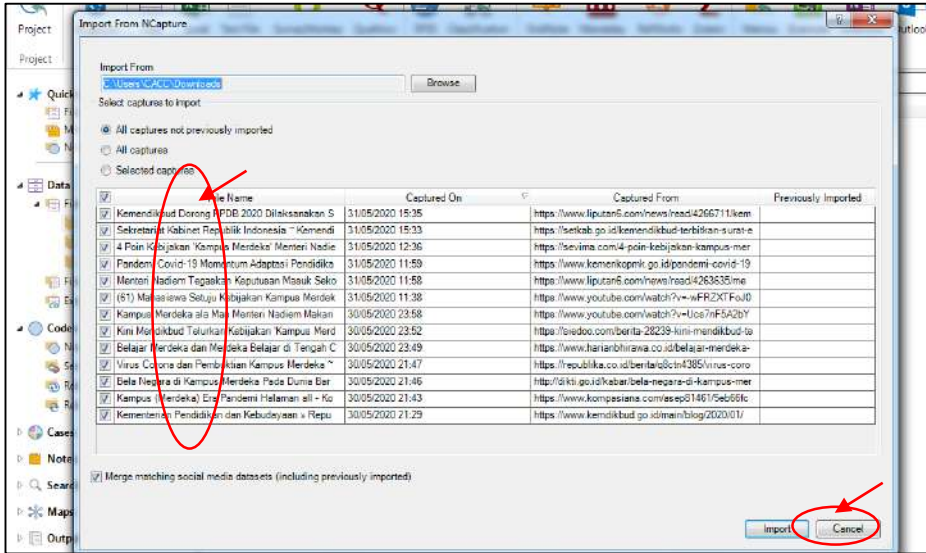 Import From NCapture
Project
Project
Import From
C:\Users\CACC\Downloads
Browse
Select captures to import
All captures not previously imported
All captures
Selected captures
File Name Captured On Captured From Previously Imported
Kemendikbud Dorong PPDB 2020 Dilaksanakan S 31/05/2020 15:35 https://www.liputan6.com/news/read/4266711/kem
Sekretariat Kabinet Republik Indonesia ~ Kemendi 31/05/2020 15:33 https://setkab.go.id/kemendikbud-terbitkan-surat-e
4 Poin Kebijakan 'Kampus Merdeka' Menteri Nadie 31/05/2020 12:36 https://sevima.com/4-poin-kebijakan-kampus-mer
Pandemi Covid-19 Momentum Adaptasi Pendidika 31/05/2020 11:59 https://www.kemenkopmk.go.id/pandemi-covid-19
Menteri Nadiem Tegaskan Keputusan Masuk Seko 31/05/2020 11:58 https://www.liputan6.com/news/read/4263635/me
(61) Mahasiswa Setuju Kebijakan Kampus Merdek 31/05/2020 11:38 https://www.youtube.com/watch?v=-wFRZXTFoJ0
Kampus Merdeka ala Mas Menteri Nadiem Makari 30/05/2020 23:58 https://www.youtube.com/watch?v=Ucs7nF5A2bY
Kini Mendikbud Telurkan Kebijakan 'Kampus Merd 30/05/2020 23:52 https://siedoo.com/berita-28239-kini-mendikbud-te
Belajar Merdeka dan Merdeka Belajar di Tengah C 30/05/2020 23:49 https://www.harianbhirawa.co.id/belajar-merdeka-
Virus Corona dan Pembuktian Kampus Merdeka ~ 30/05/2020 21:47 https://republika.co.id/berita/q8ctn4385/virus-coro
Bela Negara di Kampus Merdeka Pada Dunia Bar 30/05/2020 21:46 http://dikti.go.id/kabar/bela-negara-di-kampus-mer
Kampus (Merdeka) Era Pandemi Halaman all - Ko 30/05/2020 21:43 https://www.kompasiana.com/asep81461/5eb66fc
Kementerian Pendidikan dan Kebudayaan » Repu 30/05/2020 21:29 https://www.kemdikbud.go.id/main/blog/2020/01/
Merge matching social media datasets (including previously imported)
Import Cancel
Quick
Data
Code
Cases
Note
Searc
Maps
Outp